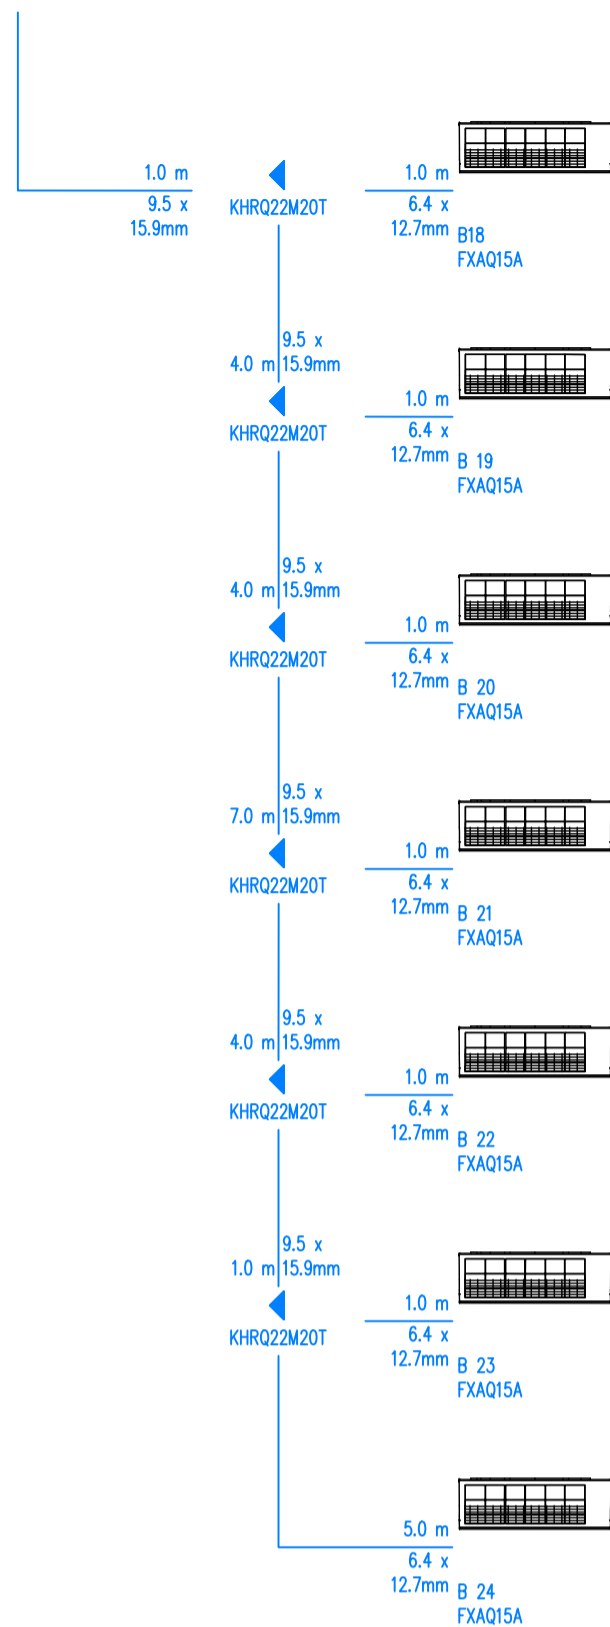 1.0 m
9.5 x
15.9mm
KHRQ22M20T
1.0 m
6.4 x
12.7mm
B18
FXAQ15A
9.5 x
4.0 m 15.9mm
KHRQ22M20T
1.0 m
6.4 x
12.7mm
B 19
FXAQ15A
9.5 x
4.0 m 15.9mm
KHRQ22M20T
1.0 m
6.4 x
12.7mm
B 20
FXAQ15A
9.5 x
7.0 m 15.9mm
KHRQ22M20T
1.0 m
6.4 x
12.7mm
B 21
FXAQ15A
9.5 x
4.0 m 15.9mm
KHRQ22M20T
1.0 m
6.4 x
12.7mm
B 22
FXAQ15A
9.5 x
1.0 m 15.9mm
KHRQ22M20T
1.0 m
6.4 x
12.7mm
B 23
FXAQ15A
5.0 m
6.4 x
12.7mm
B 24
FXAQ15A